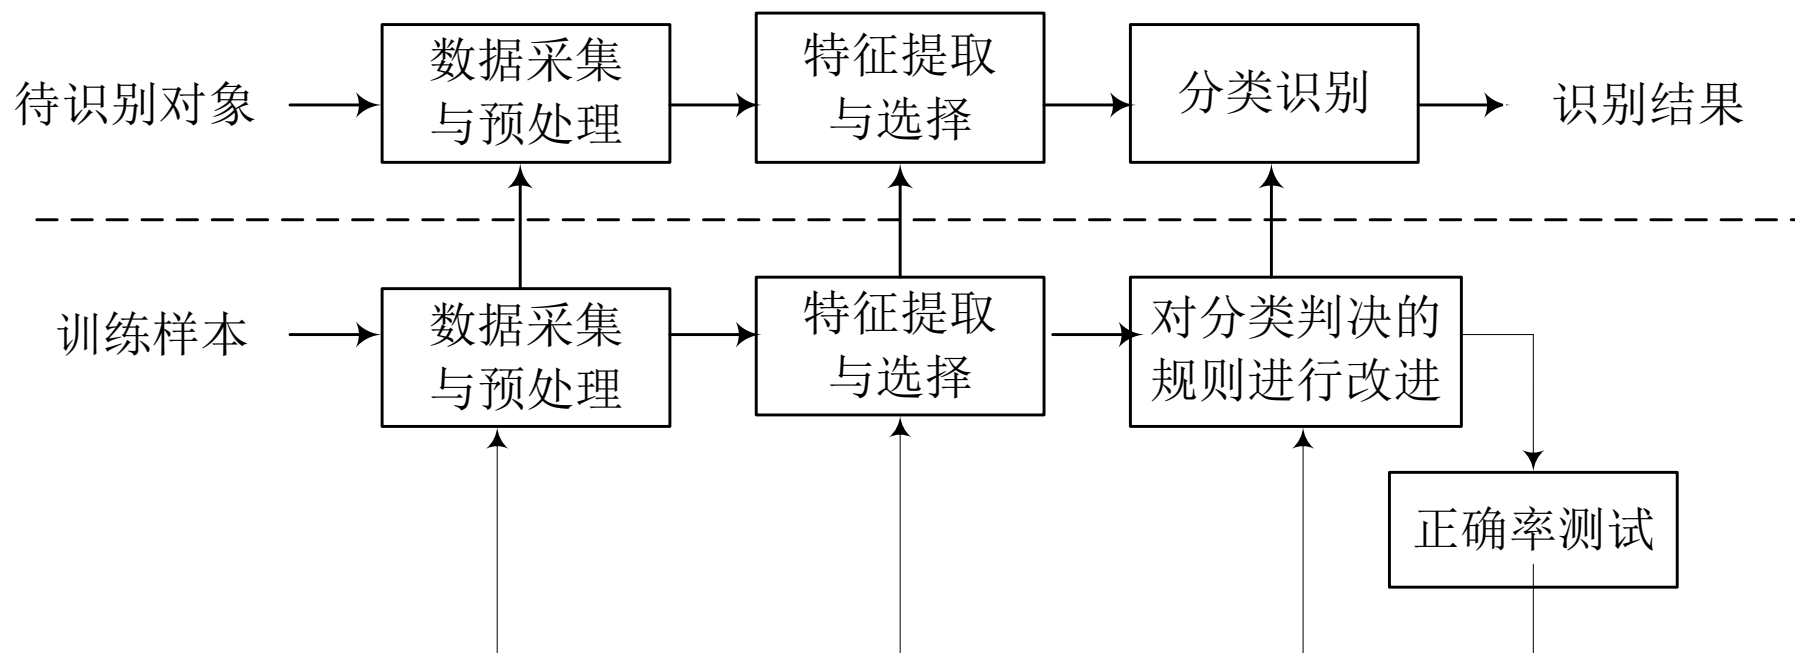 待识别对象
数据采集
与预处理
特征提取
与选择
分类识别
识别结果
训练样本
数据采集
与预处理
特征提取
与选择
对分类判决的
规则进行改进
正确率测试